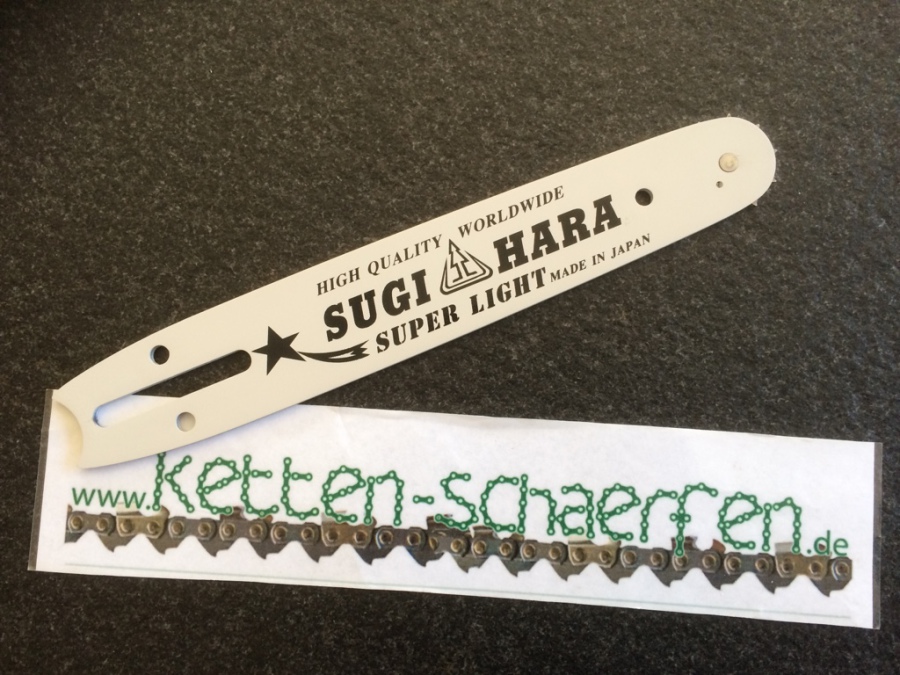 HIGH QUALITY WORLDWIDE
SUGI HARA
SUPER LIGHT MADE IN JAPAN
www.ketten-schaerfen.de